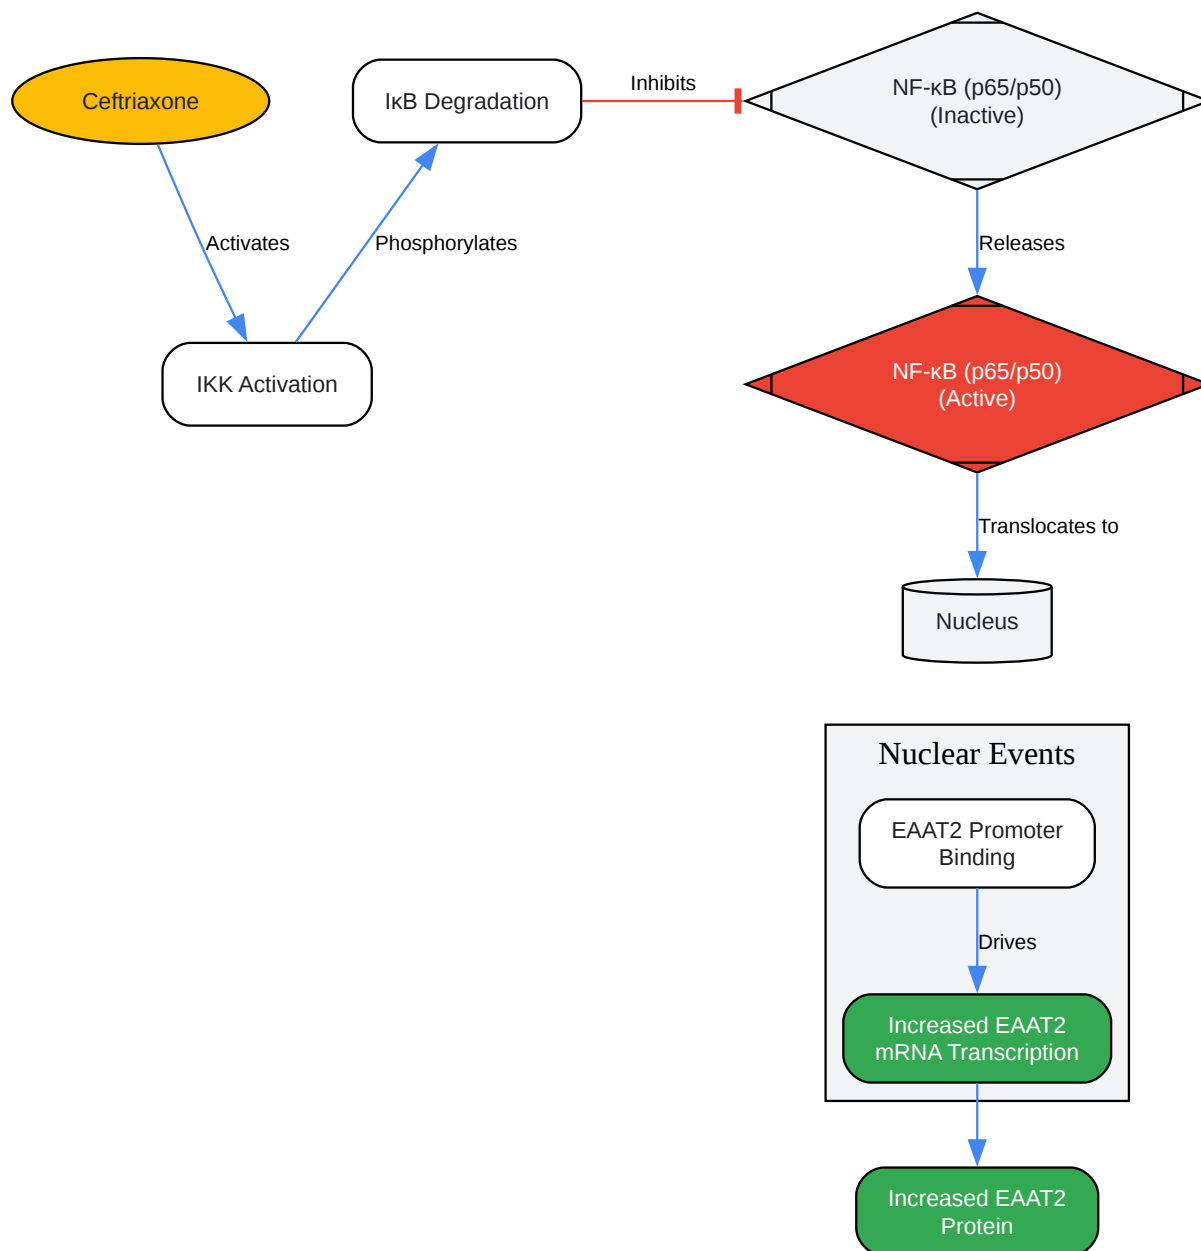 Ceftriaxone
IκB Degradation
Inhibits
NF-κB (p65/p50)
(Inactive)
Activates
Phosphorylates
Releases
IKK Activation
NF-κB (p65/p50)
(Active)
Translocates to
Nucleus
Nuclear Events
EAAT2 Promoter
Binding
Drives
Increased EAAT2
mRNA Transcription
Increased EAAT2
Protein